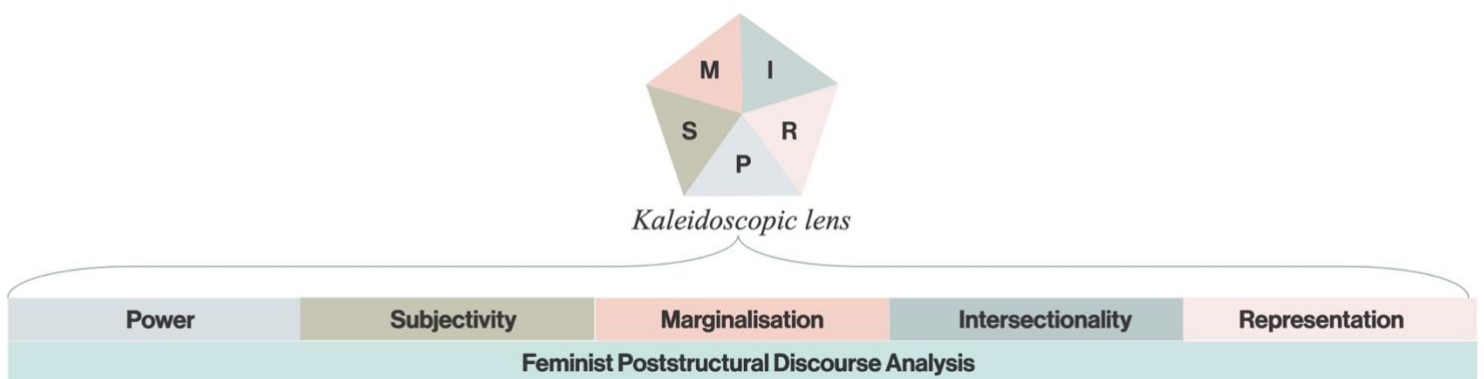 M I
S R
P
Kaleidoscopic lens
Power Subjectivity Marginalisation Intersectionality Representation
Feminist Poststructural Discourse Analysis